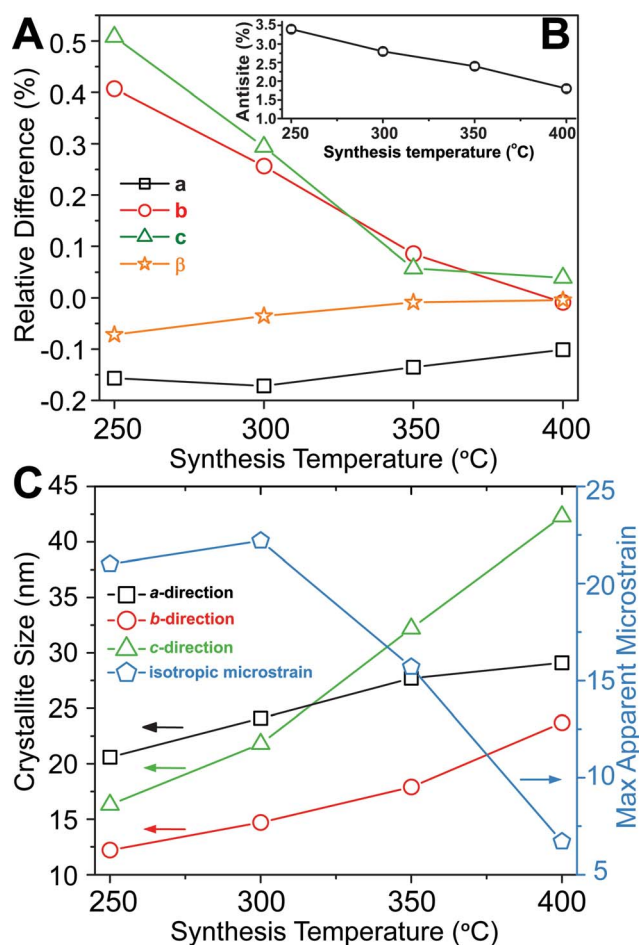 A
B
Relative Difference (%)
0.5
0.4
0.3
0.2
0.1
0.0
-0.1
-0.2
a
b
c
β
250
300
350
400
Synthesis Temperature (°C)
Antisite (%)
3.5
3.0
2.5
2.0
1.5
1.0
250
300
350
400
Synthesis temperature (°C)
C
Crystallite Size (nm)
45
40
35
30
25
20
15
10
a-direction
b-direction
c-direction
isotropic microstrain
25
20
15
10
5
Max Apparent Microstrain
250
300
350
400
Synthesis Temperature (°C)